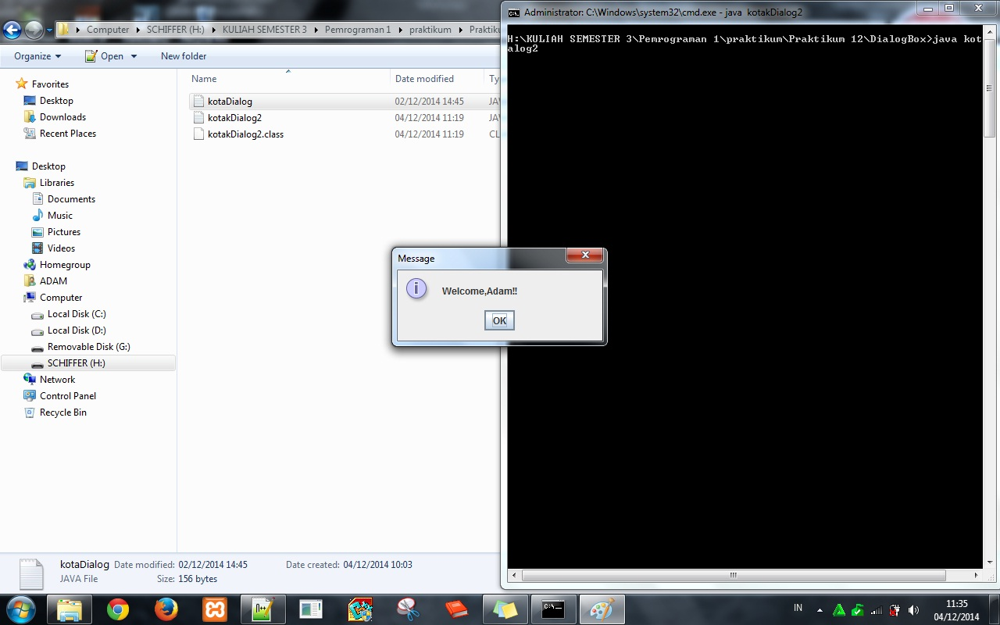 Administrator: C:\Windows\system32\cmd.exe - java  kotakDialog2
Computer SCHIFFER (H:) KULIAH SEMESTER 3 Pemrograman 1 praktikum Praktiku
Organize Open New folder
H:\KULIAH SEMESTER 3\Pemrograman 1\praktikum\Praktikum 12\DialogBox>java kot
alog2
Name Date modified Ty
kotaDialog 02/12/2014 14:45 JA
kotakDialog2 04/12/2014 11:19 JA
kotakDialog2.class 04/12/2014 11:19 CL
Favorites
Desktop
Downloads
Recent Places
Desktop
Libraries
Documents
Music
Pictures
Videos
Homegroup
ADAM
Computer
Local Disk (C:)
Local Disk (D:)
Removable Disk (G:)
SCHIFFER (H:)
Network
Control Panel
Recycle Bin
Message
Welcome,Adam!!
OK
kotaDialog Date modified: 02/12/2014 14:45 Date created: 04/12/2014 10:03
JAVA File Size: 156 bytes
IN
11:35
04/12/2014